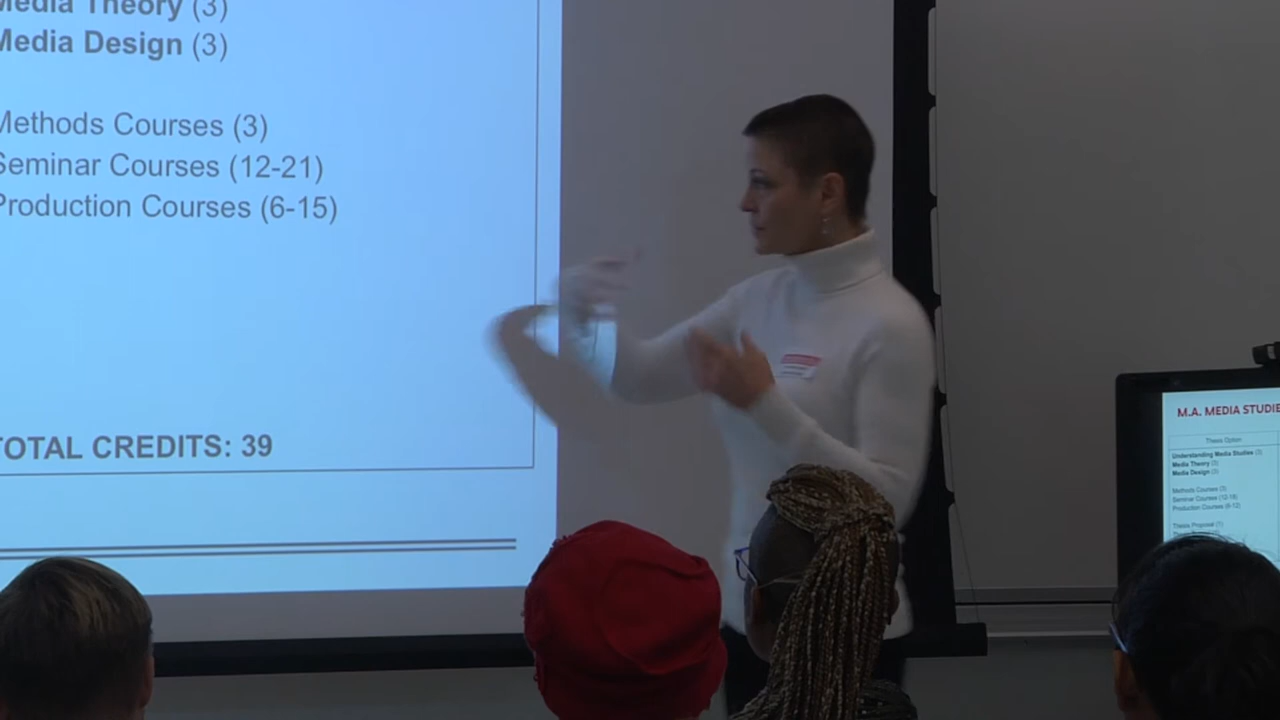 Media Theory (3)
Media Design (3)
Methods Courses (3)
Seminar Courses (12-21)
Production Courses (6-15)
TOTAL CREDITS: 39
M.A. MEDIA STUDIE
Thesis Option
Understanding Media Studies (3)
Media Theory (3)
Media Design (3)
Methods Courses (3)
Seminar Courses (12-18)
Production Courses (6-12)
Thesis Proposal (1)